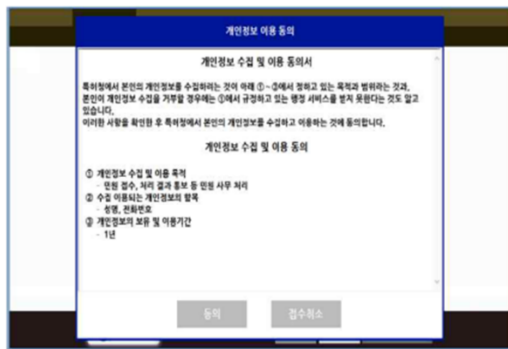 개인정보 이용 동의
개인정보 수집 및 이용 동의서
특허청에서 본인의 개인정보를 수집하려는 것이 아래 ①~③에서 정하고 있는 목적과 범위라는 것과,
본인이 개인정보 수집을 거부할 경우에는 ①에서 규정하고 있는 행정 서비스를 받지 못한다는 것도 알고
있습니다.
이러한 사항을 확인한 후 특허청에서 본인의 개인정보를 수집하고 이용하는 것에 동의합니다.
개인정보 수집 및 이용 동의
① 개인정보 수집 및 이용 목적
- 민원 접수, 처리 결과 통보 등 민원 사무 처리
② 수집 이용되는 개인정보의 항목
- 성명, 전화번호
③ 개인정보의 보유 및 이용기간
- 1년
동의 접수취소